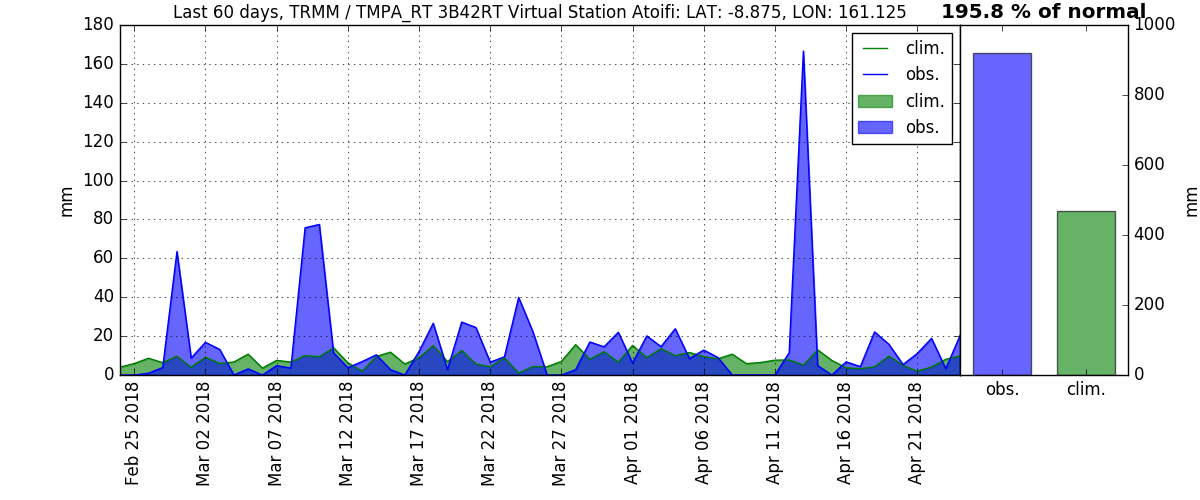 Last 60 days, TRMM / TMPA_RT 3B42RT Virtual Station Atoifi: LAT: -8.875, LON: 161.125
195.8 % of normal
180
160
140
120
100
80
60
40
20
0
mm
clim.
obs.
clim.
obs.
1000
800
600
400
200
0
mm
Feb 25 2018
Mar 02 2018
Mar 07 2018
Mar 12 2018
Mar 17 2018
Mar 22 2018
Mar 27 2018
Apr 01 2018
Apr 06 2018
Apr 11 2018
Apr 16 2018
Apr 21 2018
obs.
clim.